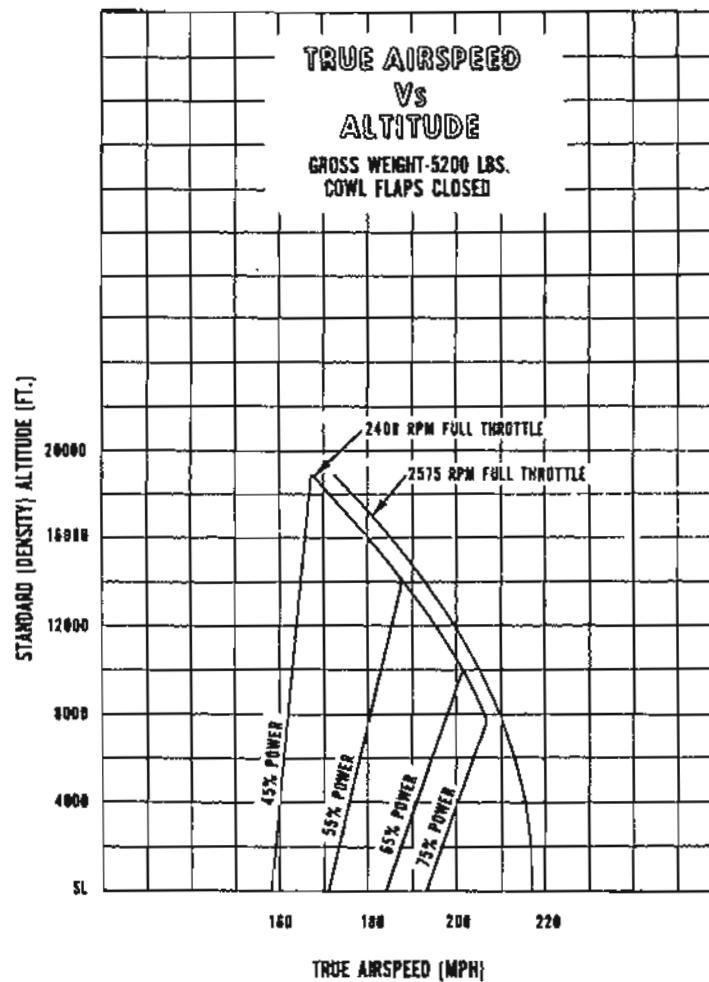 TRUE AIRSPEED
Vs
ALTITUDE
GROSS WEIGHT-5200 LBS.
COWL FLAPS CLOSED
2400 RPM FULL THROTTLE
2575 RPM FULL THROTTLE
STANDARD (DENSITY) ALTITUDE (FT.)
20000
16000
12000
8000
4000
SL
45% POWER
55% POWER
65% POWER
75% POWER
160
180
200
220
TRUE AIRSPEED (MPH)